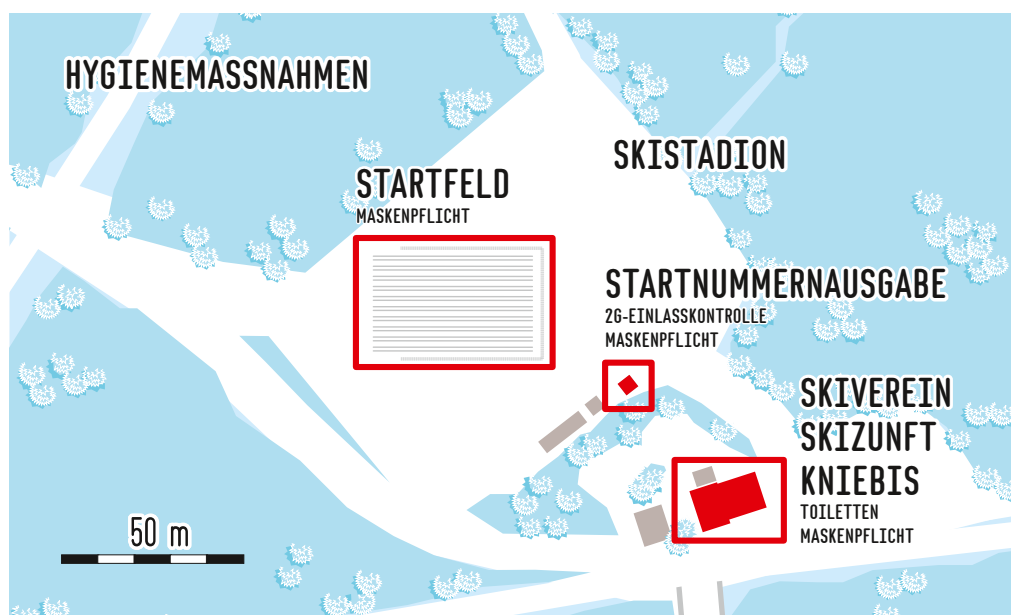 HYGIENEMASSNAHMEN
SKISTADION
STARTFELD
MASKENPFLICHT
STARTNUMMERNAUSGABE
2G-EINLASSKONTROLLE
MASKENPFLICHT
SKIVEREIN
SKIZUNFT
KNIEBIS
TOILETTEN
MASKENPFLICHT
50 m